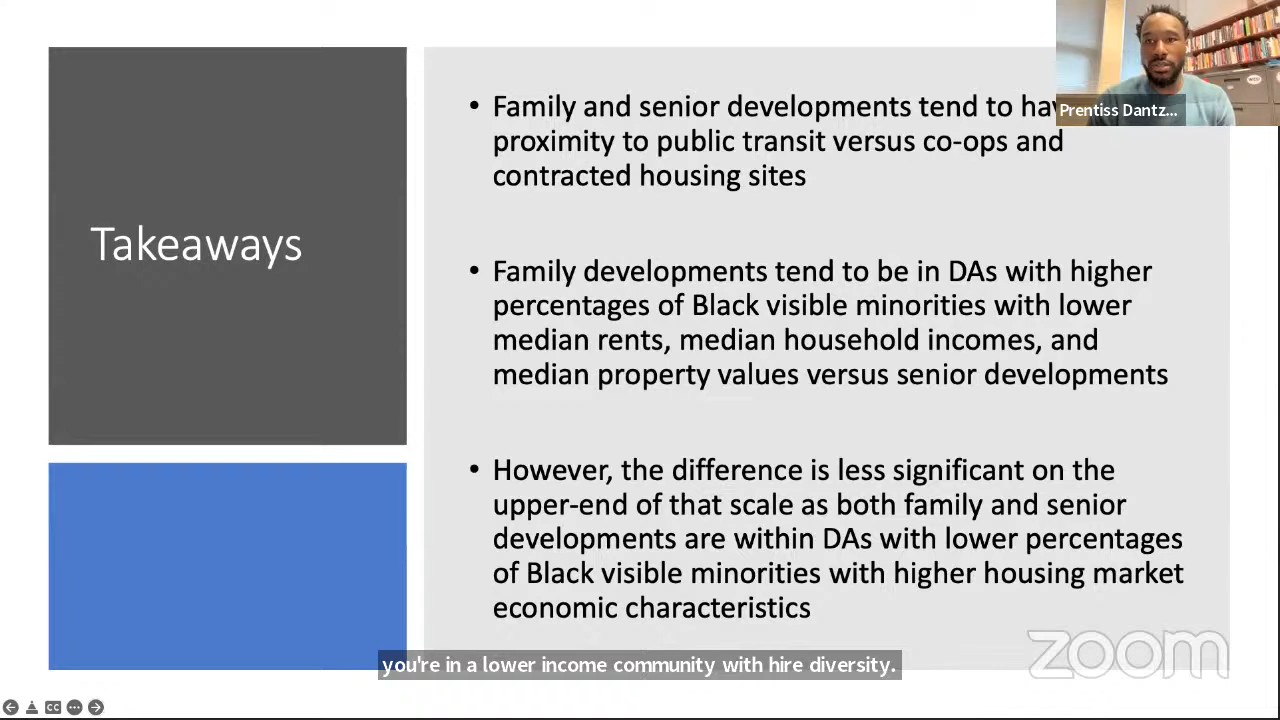 Takeaways
• Family and senior developments tend to
proximity to public transit versus co-ops and
contracted housing sites
• Family developments tend to be in DAs with higher
percentages of Black visible minorities with lower
median rents, median household incomes, and
median property values versus senior developments
• However, the difference is less significant on the
upper-end of that scale as both family and senior
developments are within DAs with lower percentages
of Black visible minorities with higher housing market
economic characteristics
Prentiss Dantz...
you're in a lower income community with hire diversity.
zoom
CC